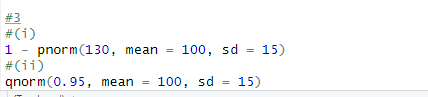 #3
#(i)
1 - pnorm(130, mean = 100, sd = 15)
#(ii)
qnorm(0.95, mean = 100, sd = 15)